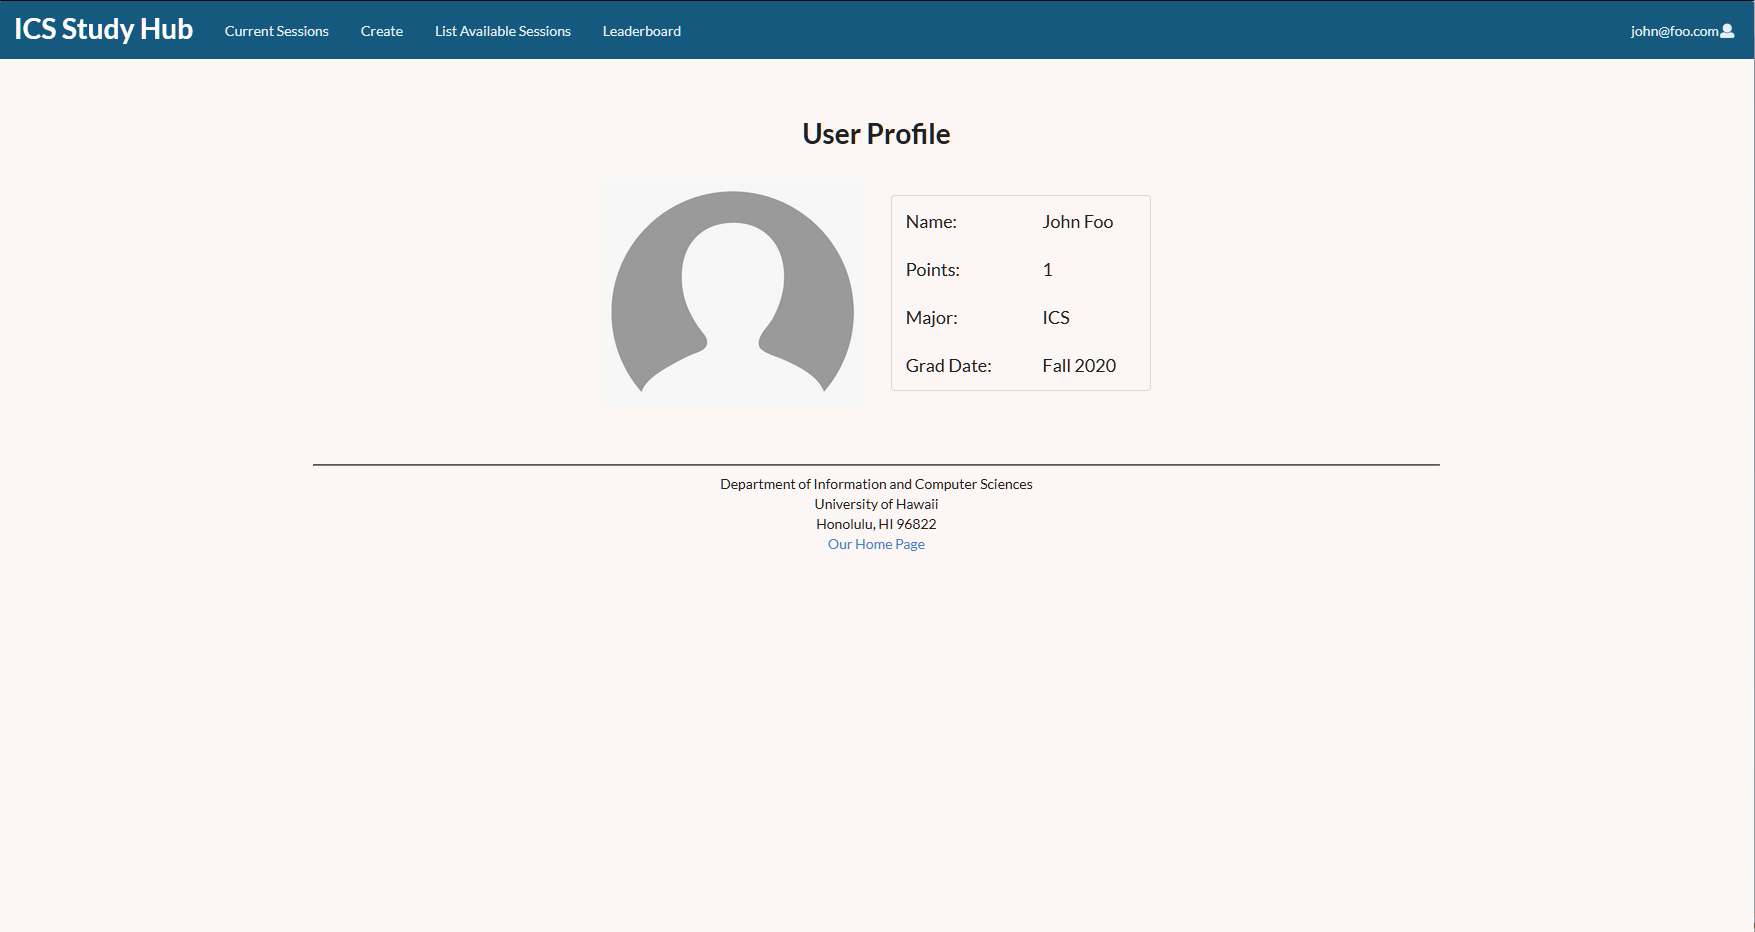 ICS Study Hub Current Sessions Create List Available Sessions Leaderboard john@foo.com
User Profile
Name: John Foo
Points: 1
Major: ICS
Grad Date: Fall 2020
Department of Information and Computer Sciences
University of Hawaii
Honolulu, HI 96822
Our Home Page